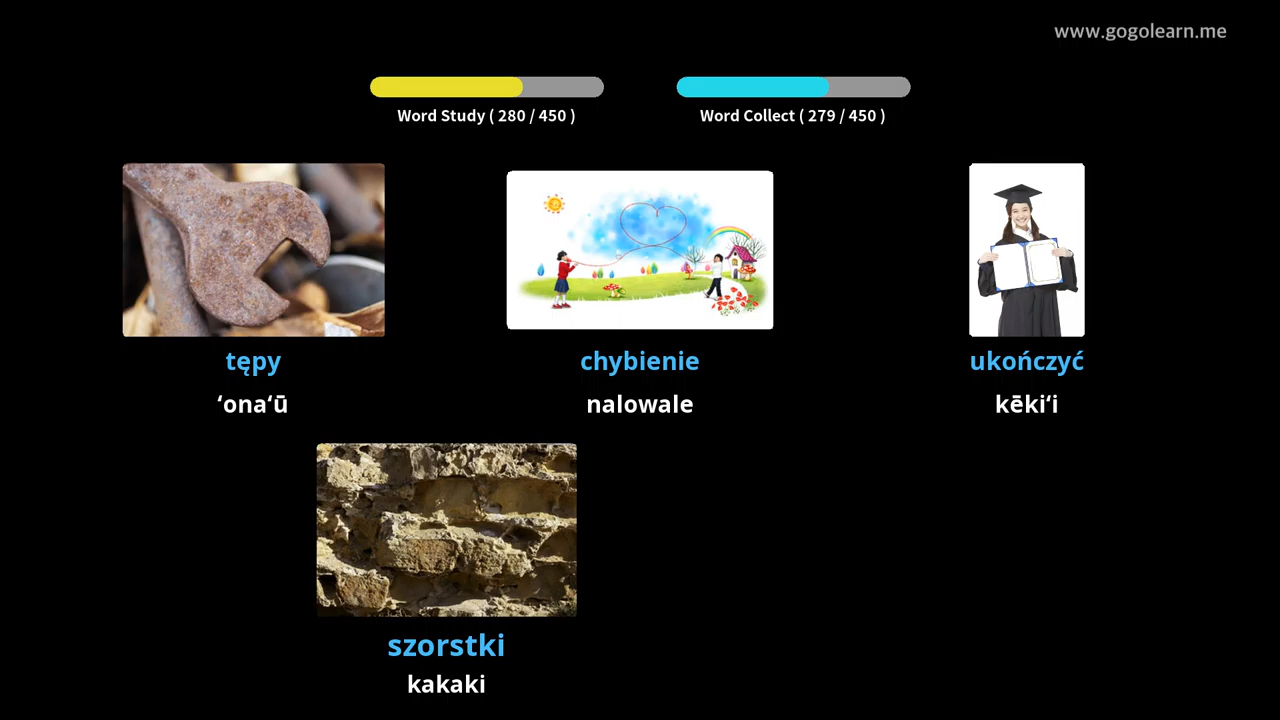 www.gogolearn.me
Word Study ( 280 / 450 )
Word Collect ( 279 / 450 )
tępy
chybienie
ukończyć
ʻonaʻū
nalowale
kēkiʻi
szorstki
kakaki